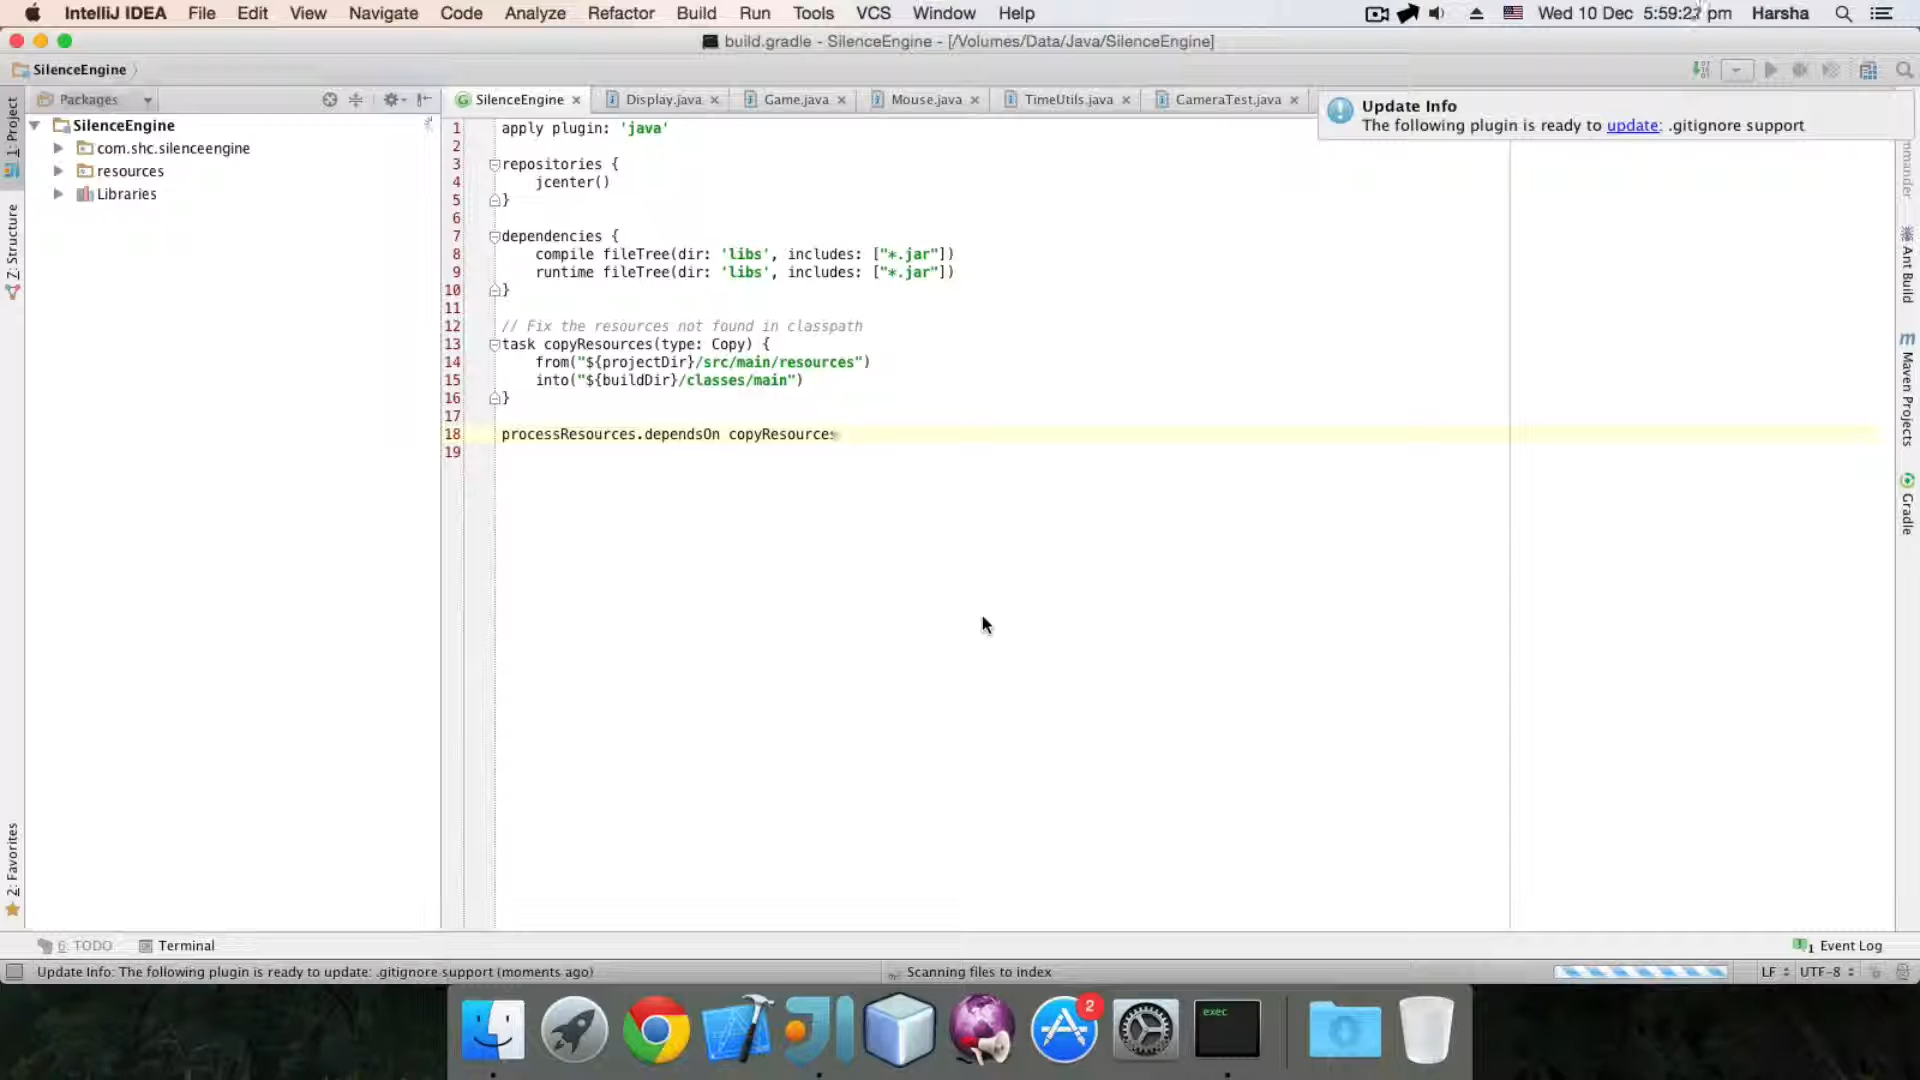 IntelliJ IDEA File Edit View Navigate Code Analyze Refactor Build Run Tools VCS Window Help Wed 10 Dec 5:59:27 pm Harsha
build.gradle - SilenceEngine - [/Volumes/Data/Java/SilenceEngine]
SilenceEngine
Packages
SilenceEngine Display.java Game.java Mouse.java TimeUtils.java CameraTest.java
Update Info
The following plugin is ready to update: .gitignore support
SilenceEngine
com.shc.silenceengine
resources
Libraries
1: Project
Z: Structure
2: Favorites
1 apply plugin: 'java'
2
3 repositories {
4 jcenter()
5 }
6
7 dependencies {
8 compile fileTree(dir: 'libs', includes: ["*.jar"])
9 runtime fileTree(dir: 'libs', includes: ["*.jar"])
10 }
11
12 // Fix the resources not found in classpath
13 task copyResources(type: Copy) {
14 from("${projectDir}/src/main/resources")
15 into("${buildDir}/classes/main")
16 }
17
18 processResources.dependsOn copyResources
19
Ant Build
m Maven Projects
Gradle
6: TODO Terminal 1 Event Log
Update Info: The following plugin is ready to update: .gitignore support (moments ago) Scanning files to index LF UTF-8
2
exec